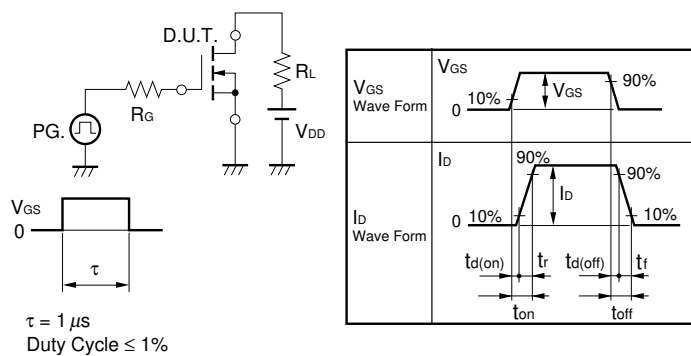 D.U.T.
RL
RG
PG.
VDD
VGS
0
τ
τ = 1 μs
Duty Cycle ≤ 1%
VGS
Wave Form
VGS
VGS
90%
10%
0
ID
Wave Form
ID
90%
90%
ID
0
10%
10%
td(on)
tr
td(off)
tf
ton
toff